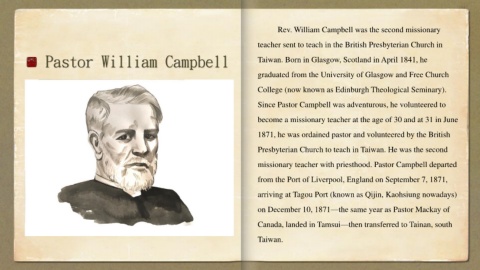 Pastor William Campbell
Rev. William Campbell was the second missionary
teacher sent to teach in the British Presbyterian Church in
Taiwan. Born in Glasgow, Scotland in April 1841, he
graduated from the University of Glasgow and Free Church
College (now known as Edinburgh Theological Seminary).
Since Pastor Campbell was adventurous, he volunteered to
become a missionary teacher at the age of 30 and at 31 in June
1871, he was ordained pastor and volunteered by the British
Presbyterian Church to teach in Taiwan. He was the second
missionary teacher with priesthood. Pastor Campbell departed
from the Port of Liverpool, England on September 7, 1871,
arriving at Tagou Port (known as Qijin, Kaohsiung nowadays)
on December 10, 1871—the same year as Pastor Mackay of
Canada, landed in Tamsui—then transferred to Tainan, south
Taiwan.